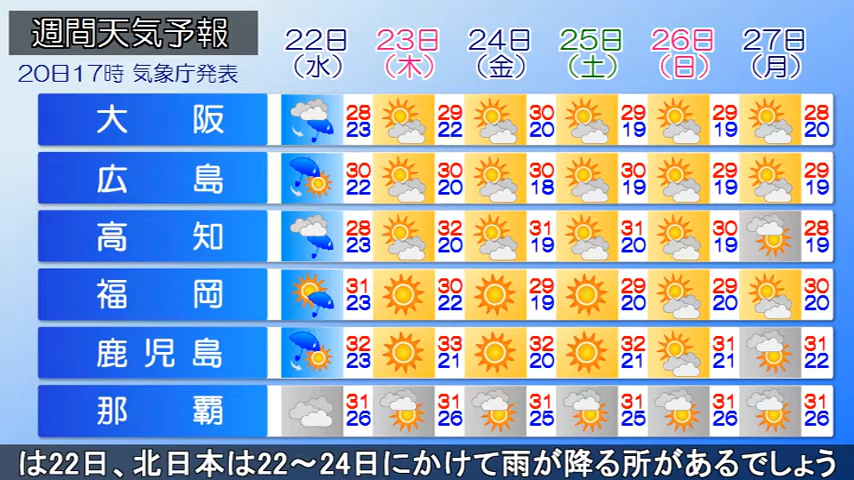 週間天気予報
20日17時 気象庁発表
22日 23日 24日 25日 26日 27日
(水) (木) (金) (土) (日) (月)
大阪 28 23 29 22 30 20 29 19 29 19 28 20
広島 30 22 30 20 30 18 30 19 29 19 29 19
高知 28 23 32 20 31 19 31 20 30 19 28 19
福岡 31 23 30 22 29 19 29 20 29 20 30 20
鹿児島 32 23 33 21 32 20 32 21 31 21 31 22
那覇 31 26 31 26 31 25 31 25 31 26 31 26
は22日、北日本は22～24日にかけて雨が降る所があるでしょう